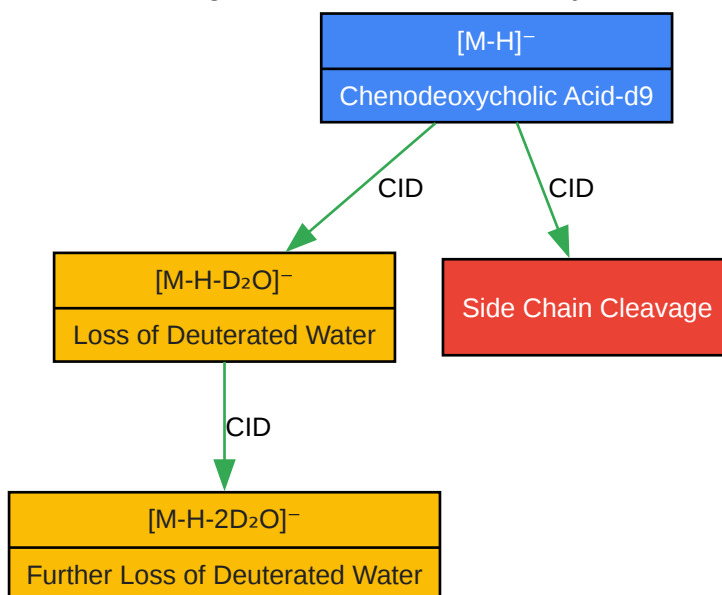 [M-H]⁻
Chenodeoxycholic Acid-d9
CID
CID
[M-H-D₂O]⁻
Loss of Deuterated Water
Side Chain Cleavage
CID
[M-H-2D₂O]⁻
Further Loss of Deuterated Water